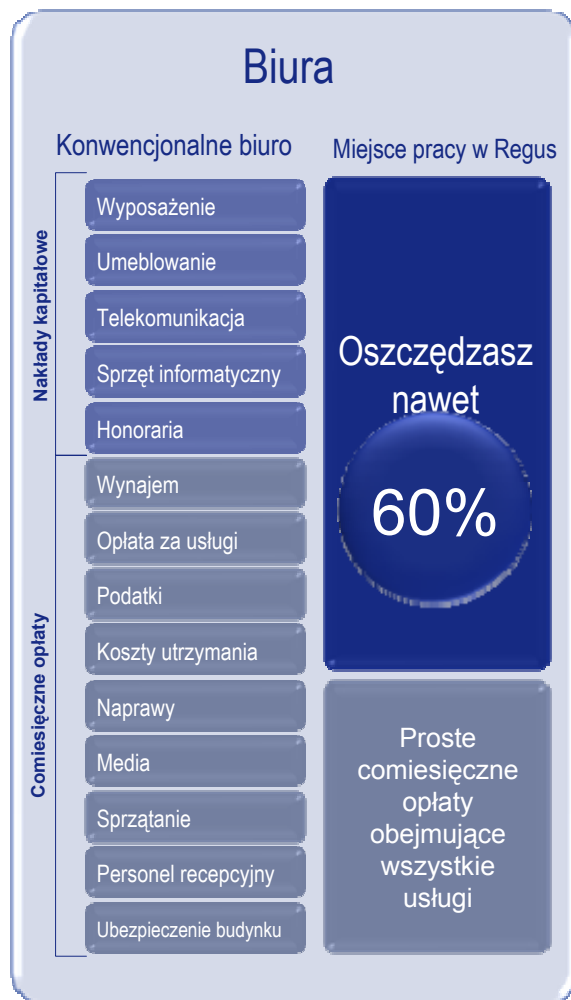 Biura
Konwencjonalne biuro
Nakłady kapitałowe
Wyposażenie
Umeblowanie
Telekomunikacja
Sprzęt informatyczny
Honoraria
Comiesięczne opłaty
Wynajem
Opłata za usługi
Podatki
Koszty utrzymania
Naprawy
Media
Sprzątanie
Personel recepcyjny
Ubezpieczenie budynku
Miejsce pracy w Regus
Oszczędzasz
nawet
60%
Proste
comiesięczne
opłaty
obejmujące
wszystkie
usługi